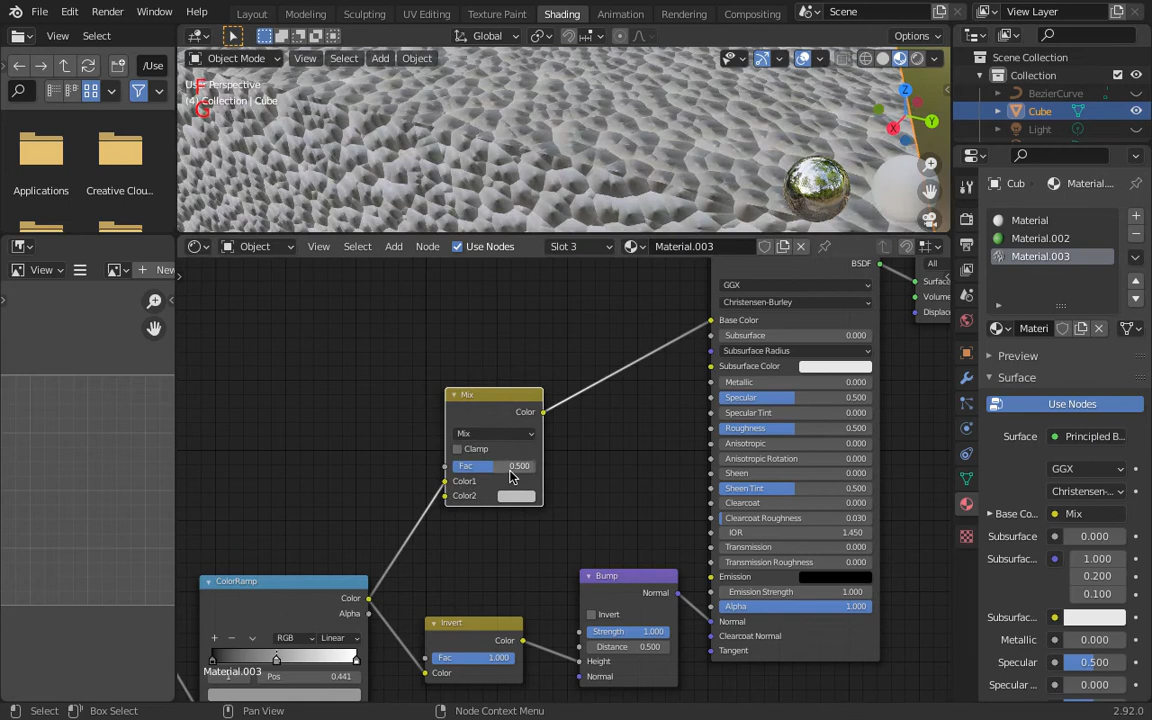 File Edit Render Window Help Layout Modeling Sculpting UV Editing Texture Paint Shading Animation Rendering Compositing Scene View Layer
View Select Global Options
/Use Object Mode View Select Add Object Scene Collection
Collection
Perspective
(4) Collection | Cube
F
G
BezierCurve
Cube
Light
X Y Z
Applications Creative Clou...
Cub Material....
Material
Material.002
Material.003
Object View Select Add Node Use Nodes Slot 3 Material.003
View New
Materi
Preview
Surface
Use Nodes
Surface Principled B...
GGX
Christensen-...
Base Co... Mix
Subsurface 0.000
Subsurfac... 1.000
0.200
0.100
Subsurfac...
Metallic 0.000
Specular 0.500
Specular ... 0.000
BSDF
GGX
Christensen-Burley
Base Color
Subsurface 0.000
Subsurface Radius
Subsurface Color
Metallic 0.000
Specular 0.500
Specular Tint 0.000
Roughness 0.500
Anisotropic 0.000
Anisotropic Rotation 0.000
Sheen 0.000
Sheen Tint 0.500
Clearcoat 0.000
Clearcoat Roughness 0.030
IOR 1.450
Transmission 0.000
Transmission Roughness 0.000
Emission
Emission Strength 1.000
Alpha 1.000
Normal
Clearcoat Normal
Tangent
All
Surface
Volume
Displace
Mix
Color
Mix
Clamp
Fac 0.500
Color1
Color2
ColorRamp
Color
Alpha
RGB Linear
Material.003
1 Pos 0.441
Invert
Color
Fac 1.000
Color
Bump
Normal
Invert
Strength 1.000
Distance 0.500
Height
Normal
Select Box Select Pan View Node Context Menu 2.92.0